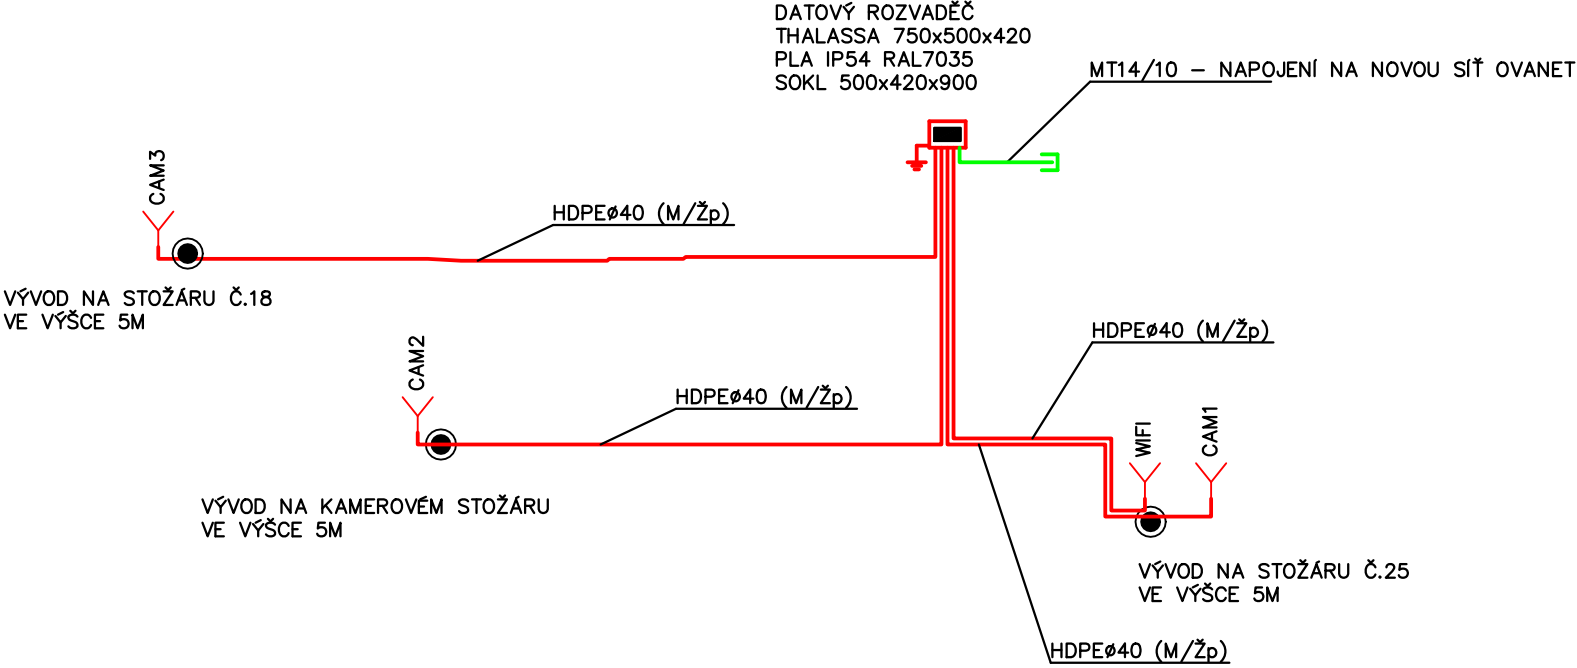 DATOVÝ ROZVADĚČ
THALASSA 750x500x420
PLA IP54 RAL7035
SOKL 500x420x900
MT14/10 – NAPOJENÍ NA NOVOU SÍŤ OVANET
CAM3
HDPEø40 (M/Žp)
VÝVOD NA STOŽÁRU Č.18
VE VÝŠCE 5M
CAM2
HDPEø40 (M/Žp)
HDPEø40 (M/Žp)
WIFI
CAM1
VÝVOD NA KAMEROVÉM STOŽÁRU
VE VÝŠCE 5M
VÝVOD NA STOŽÁRU Č.25
VE VÝŠCE 5M
HDPEø40 (M/Žp)